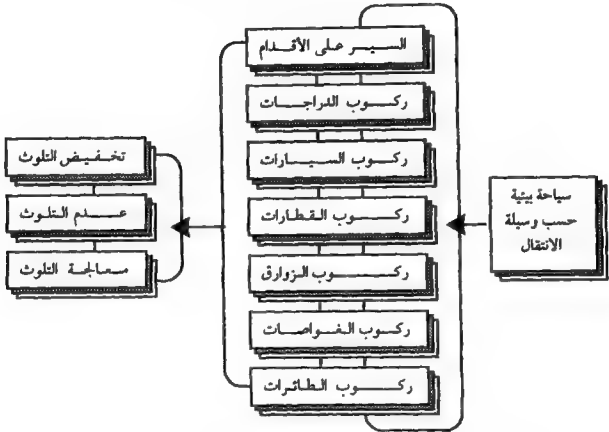 سياحة بيئية
حسب وسيلة
الانتقال
السير على الأقدام
ركوب الدراجات
ركوب السيارات
ركوب القطارات
ركوب الزوارق
ركوب الغواصات
ركوب الطائرات
تخفيض التلوث
عدم التلوث
معالجة التلوث